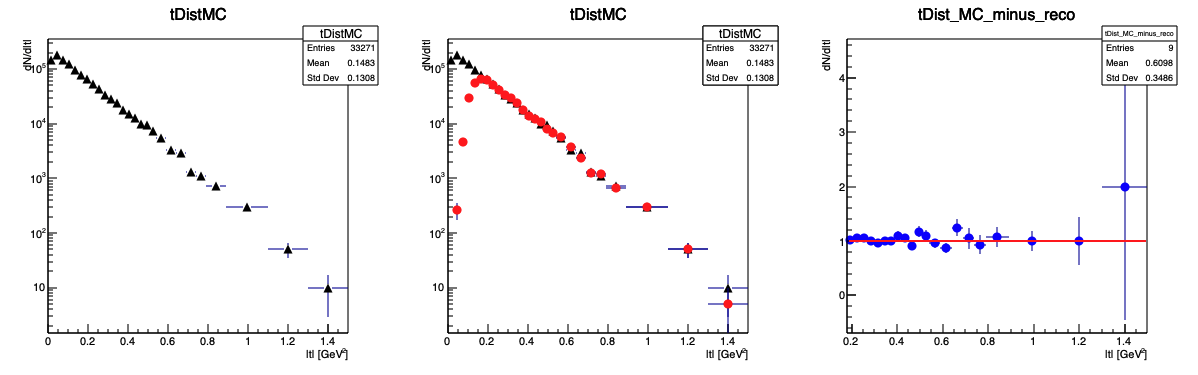 tDistMC
dN/d|t|
tDistMC
Entries 33271
Mean 0.1483
Std Dev 0.1308
10⁵
10⁴
10³
10²
10
0 0.2 0.4 0.6 0.8 1 1.2 1.4
|t| [GeV²]
tDistMC
dN/d|t|
tDistMC
Entries 33271
Mean 0.1483
Std Dev 0.1308
10⁵
10⁴
10³
10²
10
0 0.2 0.4 0.6 0.8 1 1.2 1.4
|t| [GeV²]
tDist_MC_minus_reco
dN/d|t|
tDist_MC_minus_reco
Entries 9
Mean 0.6098
Std Dev 0.3486
4
3
2
1
0
0.2 0.4 0.6 0.8 1 1.2 1.4
|t| [GeV²]